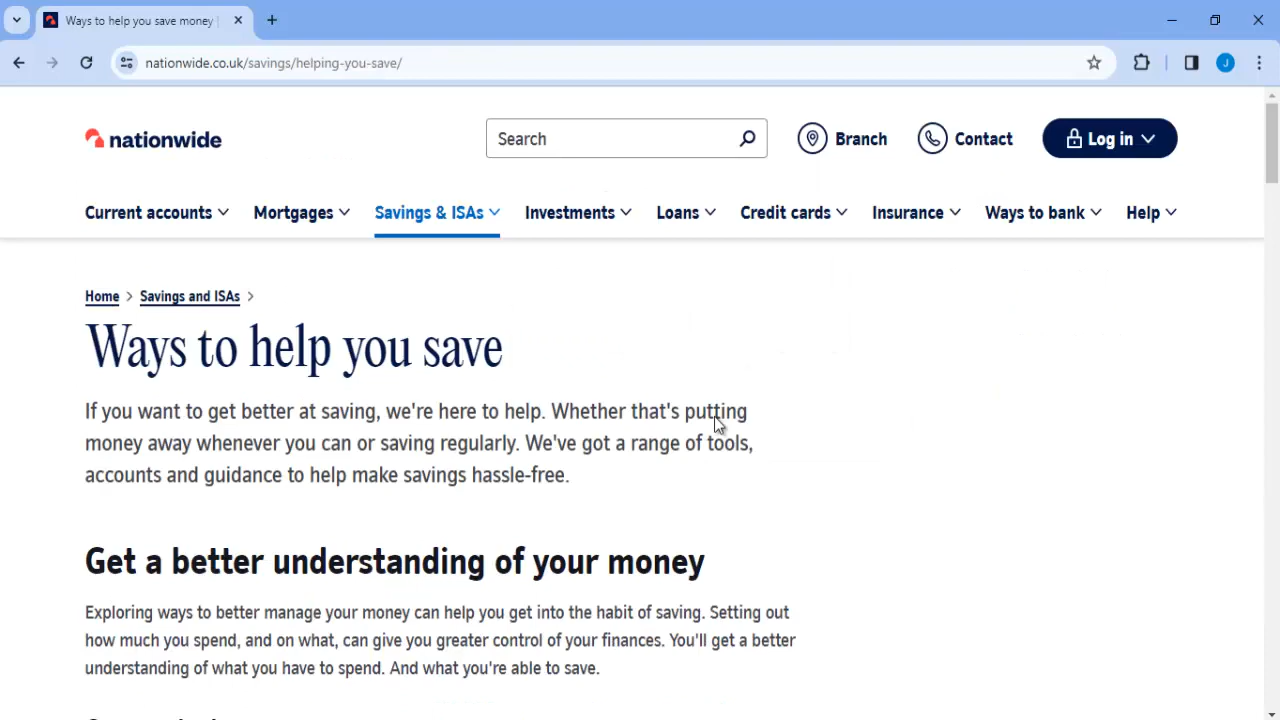 Ways to help you save money
nationwide.co.uk/savings/helping-you-save/
J
nationwide
Search
Branch
Contact
Log in
Current accounts
Mortgages
Savings & ISAs
Investments
Loans
Credit cards
Insurance
Ways to bank
Help
Home > Savings and ISAs >
Ways to help you save
If you want to get better at saving, we're here to help. Whether that's putting
money away whenever you can or saving regularly. We've got a range of tools,
accounts and guidance to help make savings hassle-free.
Get a better understanding of your money
Exploring ways to better manage your money can help you get into the habit of saving. Setting out
how much you spend, and on what, can give you greater control of your finances. You'll get a better
understanding of what you have to spend. And what you're able to save.